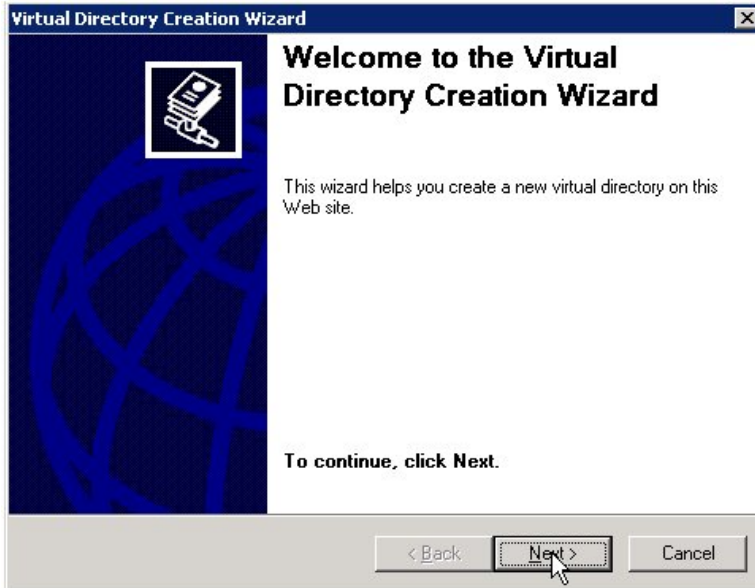 Virtual Directory Creation Wizard
Welcome to the Virtual
Directory Creation Wizard
This wizard helps you create a new virtual directory on this
Web site.
To continue, click Next.
< Back
Next >
Cancel